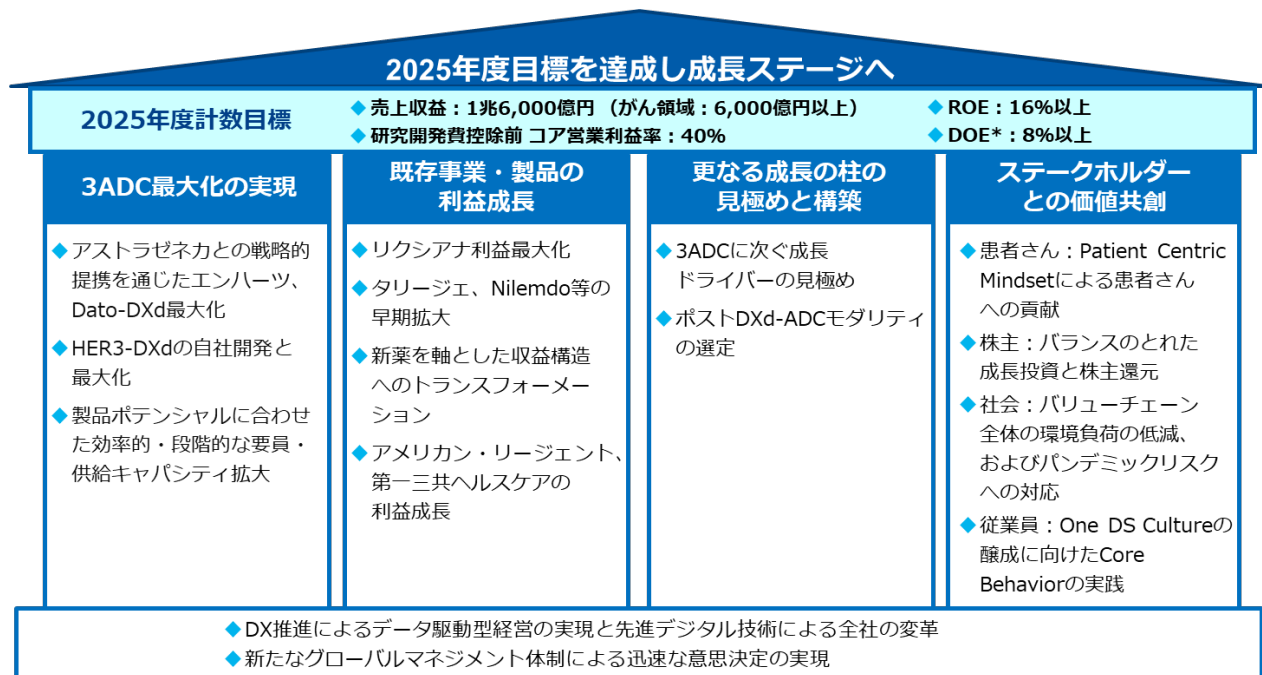 2025年度目標を達成し成長ステージへ
2025年度計数目標
◆売上収益：1兆6,000億円 （がん領域：6,000億円以上）
◆研究開発費控除前 コア営業利益率：40%
◆ROE：16%以上
◆DOE*：8%以上
3ADC最大化の実現
◆アストラゼネカとの戦略的
提携を通じたエンハーツ、
Dato-DXd最大化
◆HER3-DXdの自社開発と
最大化
◆製品ポテンシャルに合わせ
た効率的・段階的な要員・
供給キャパシティ拡大
既存事業・製品の
利益成長
◆リクシアナ利益最大化
◆タリージェ、Nilemdo等の
早期拡大
◆新薬を軸とした収益構造
へのトランスフォーメー
ション
◆アメリカン・リージェント、
第一三共ヘルスケアの
利益成長
更なる成長の柱の
見極めと構築
◆3ADCに次ぐ成長
ドライバーの見極め
◆ポストDXd-ADCモダリティ
の選定
ステークホルダー
との価値共創
◆患者さん：Patient Centric
Mindsetによる患者さん
への貢献
◆株主：バランスのとれた
成長投資と株主還元
◆社会：バリューチェーン
全体の環境負荷の低減、
およびパンデミックリスク
への対応
◆従業員：One DS Cultureの
醸成に向けたCore
Behaviorの実践
◆DX推進によるデータ駆動型経営の実現と先進デジタル技術による全社の変革
◆新たなグローバルマネジメント体制による迅速な意思決定の実現